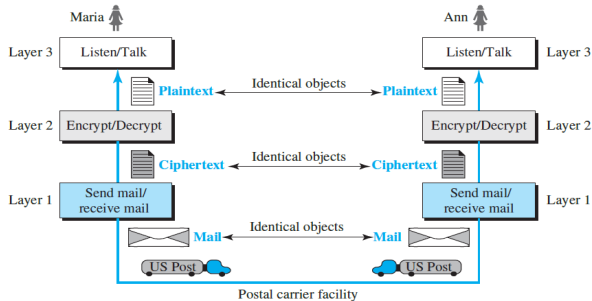 Maria
Ann
Layer 3
Listen/Talk
Listen/Talk
Layer 3
Plaintext
Identical objects
Plaintext
Layer 2
Encrypt/Decrypt
Encrypt/Decrypt
Layer 2
Ciphertext
Identical objects
Ciphertext
Layer 1
Send mail/
receive mail
Send mail/
receive mail
Layer 1
Mail
Identical objects
Mail
US Post
US Post
Postal carrier facility